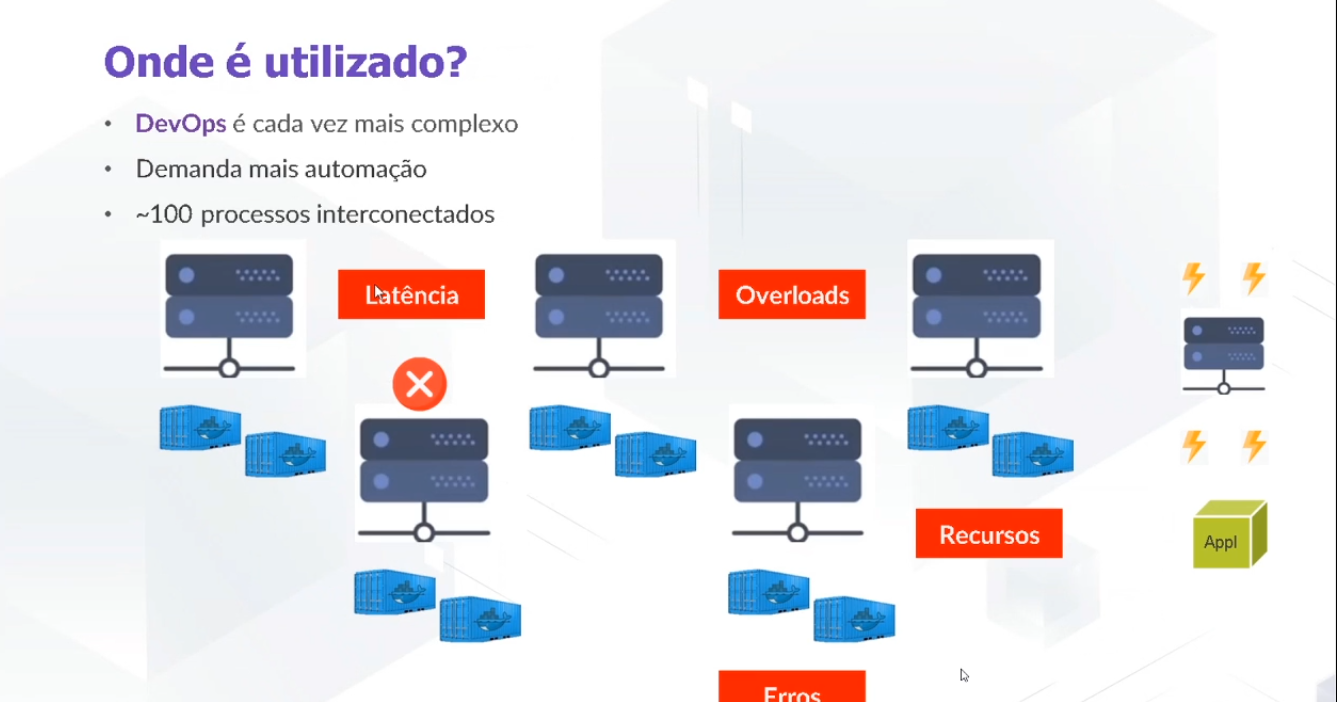 Onde é utilizado?
• DevOps é cada vez mais complexo
• Demanda mais automação
• ~100 processos interconectados
Latência
Overloads
Recursos
Appl
Erros